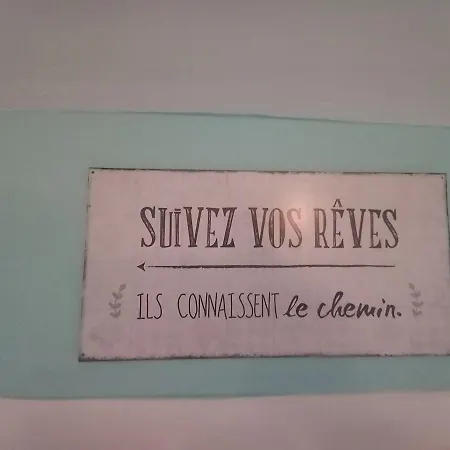 SUIVEZ VOS RÊVES
ILS CONNAISSENT le chemin.